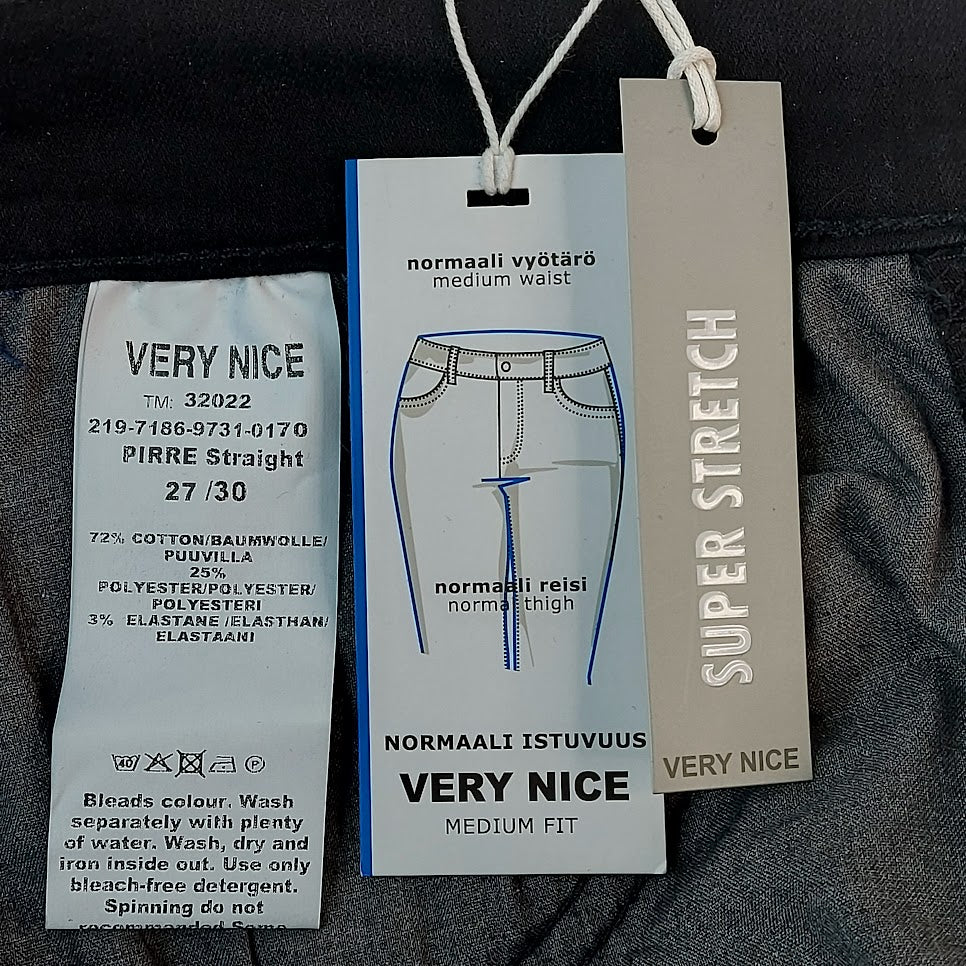 VERY NICE
TM: 32022
219-7186-9731-0170
PIRRE Straight
27 /30
72% COTTON/BAUMWOLLE/
PUUVILLA
25%
POLYESTER/POLYESTER/
POLYESTERI
3% ELASTANE /ELASTHAN/
ELASTAANI
40
P
Bleads colour. Wash
separately with plenty
of water. Wash, dry and
iron inside out. Use only
bleach-free detergent.
Spinning do not
recommanded Some
normaali vyötärö
medium waist
normaali reisi
normal thigh
NORMAALI ISTUVUUS
VERY NICE
MEDIUM FIT
SUPER STRETCH
VERY NICE